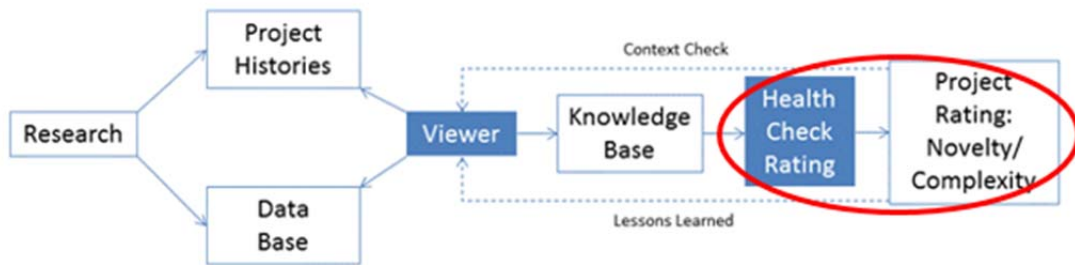 Research
Project
Histories
Data
Base
Viewer
Context Check
Knowledge
Base
Lessons Learned
Health
Check
Rating
Project
Rating:
Novelty/
Complexity